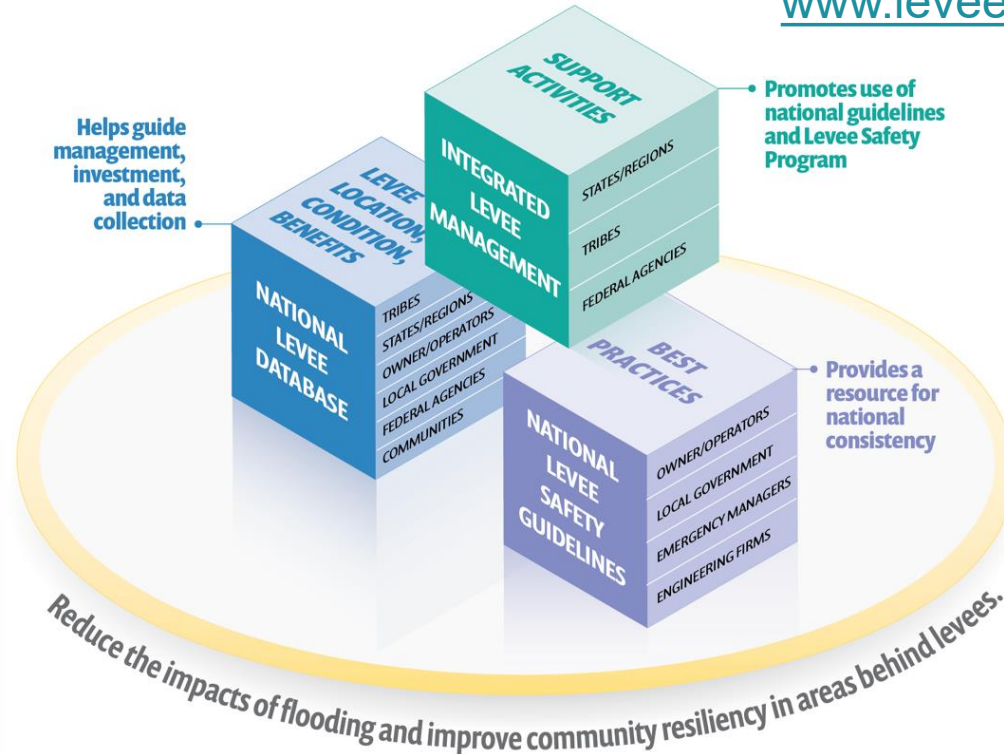 www.levee
SUPPORT
ACTIVITIES
Promotes use of
national guidelines
and Levee Safety
Program
INTEGRATED
LEVEE
MANAGEMENT
STATES/REGIONS
TRIBES
FEDERAL AGENCIES
Helps guide
management,
investment,
and data
collection
LEVEE
LOCATION,
CONDITION,
BENEFITS
NATIONAL
LEVEE
DATABASE
TRIBES
STATES/REGIONS
OWNER/OPERATORS
LOCAL GOVERNMENT
FEDERAL AGENCIES
COMMUNITIES
BEST
PRACTICES
Provides a
resource for
national
consistency
NATIONAL
LEVEE
SAFETY
GUIDELINES
OWNER/OPERATORS
LOCAL GOVERNMENT
EMERGENCY MANAGERS
ENGINEERING FIRMS
Reduce the impacts of flooding and improve community resiliency in areas behind levees.